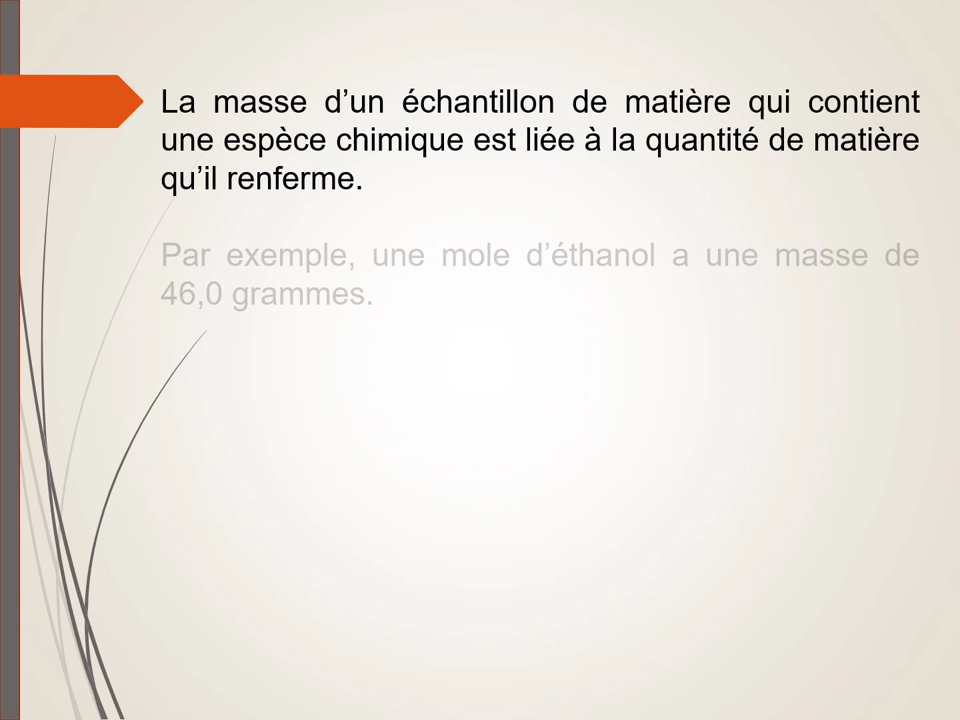 La masse d’un échantillon de matière qui contient
une espèce chimique est liée à la quantité de matière
qu’il renferme.
Par exemple, une mole d’éthanol a une masse de
46,0 grammes.